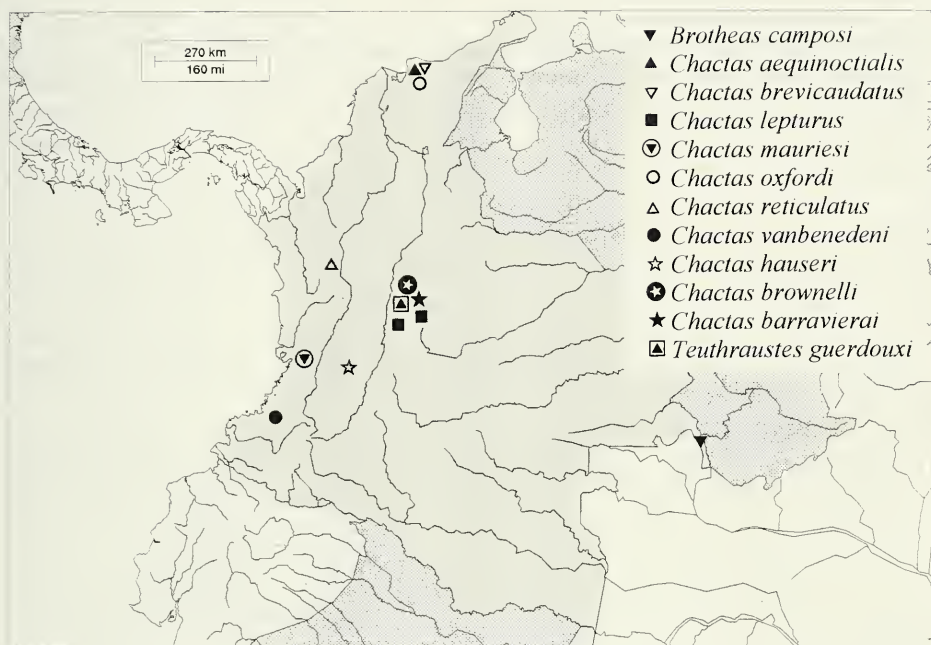 270 km
160 mi
Brotheas camposi
Chactas aequinoctialis
Chactas brevicaudatus
Chactas lepturus
Chactas mauriesi
Chactas oxfordi
Chactas reticulatus
Chactas vanbenedeni
Chactas hauseri
Chactas brownelli
Chactas barravierai
Teuthraustes guerdouxi